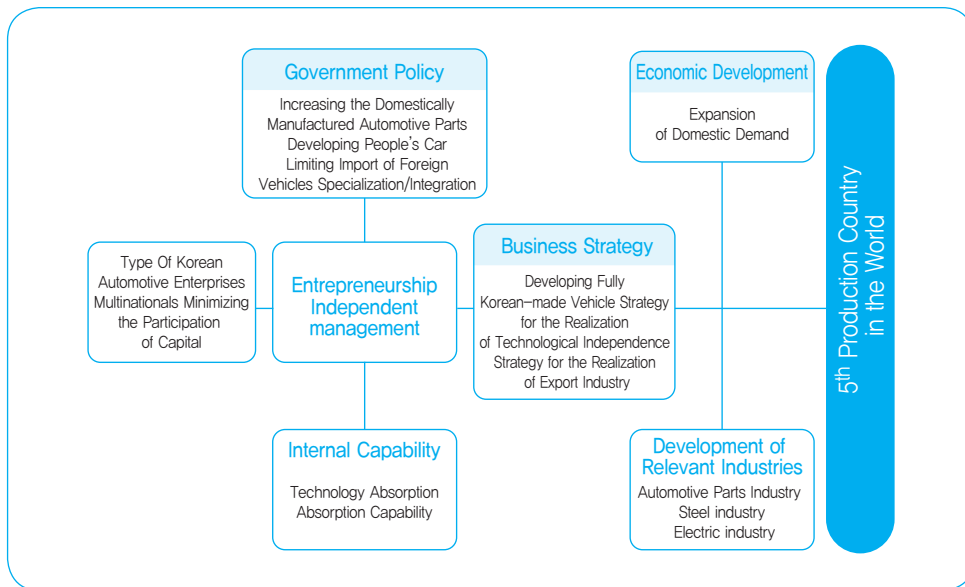 Government Policy
Increasing the Domestically
Manufactured Automotive Parts
Developing People's Car
Limiting Import of Foreign
Vehicles Specialization/Integration
Economic Development
Expansion
of Domestic Demand
Type Of Korean
Automotive Enterprises
Multinationals Minimizing
the Participation
of Capital
Entrepreneurship
Independent
management
Business Strategy
Developing Fully
Korean-made Vehicle Strategy
for the Realization
of Technological Independence
Strategy for the Realization
of Export Industry
Internal Capability
Technology Absorption
Absorption Capability
Development of
Relevant Industries
Automotive Parts Industry
Steel industry
Electric industry
5th Production Country
in the World